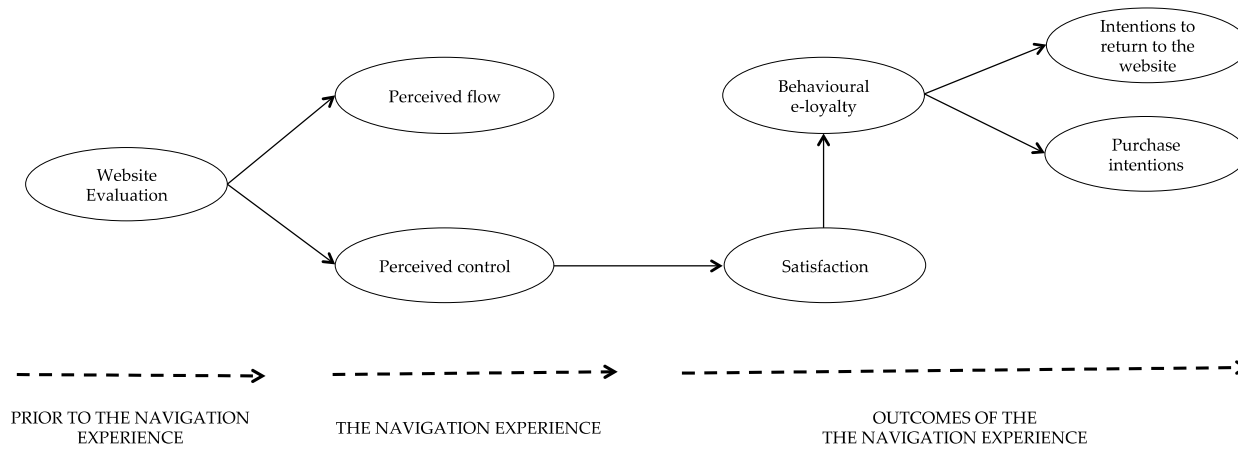 Intentions to
return to the
website
Perceived flow
Behavioural
e-loyalty
Purchase
intentions
Website
Evaluation
Perceived control
Satisfaction
PRIOR TO THE NAVIGATION
EXPERIENCE
THE NAVIGATION EXPERIENCE
OUTCOMES OF THE
THE NAVIGATION EXPERIENCE